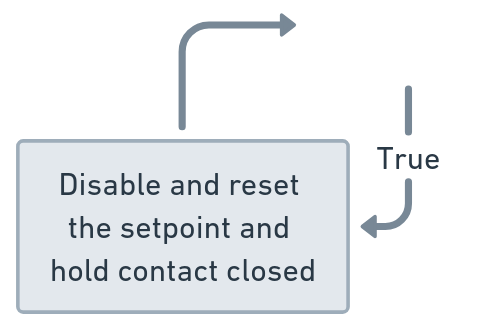 True
Disable and reset
the setpoint and
hold contact closed